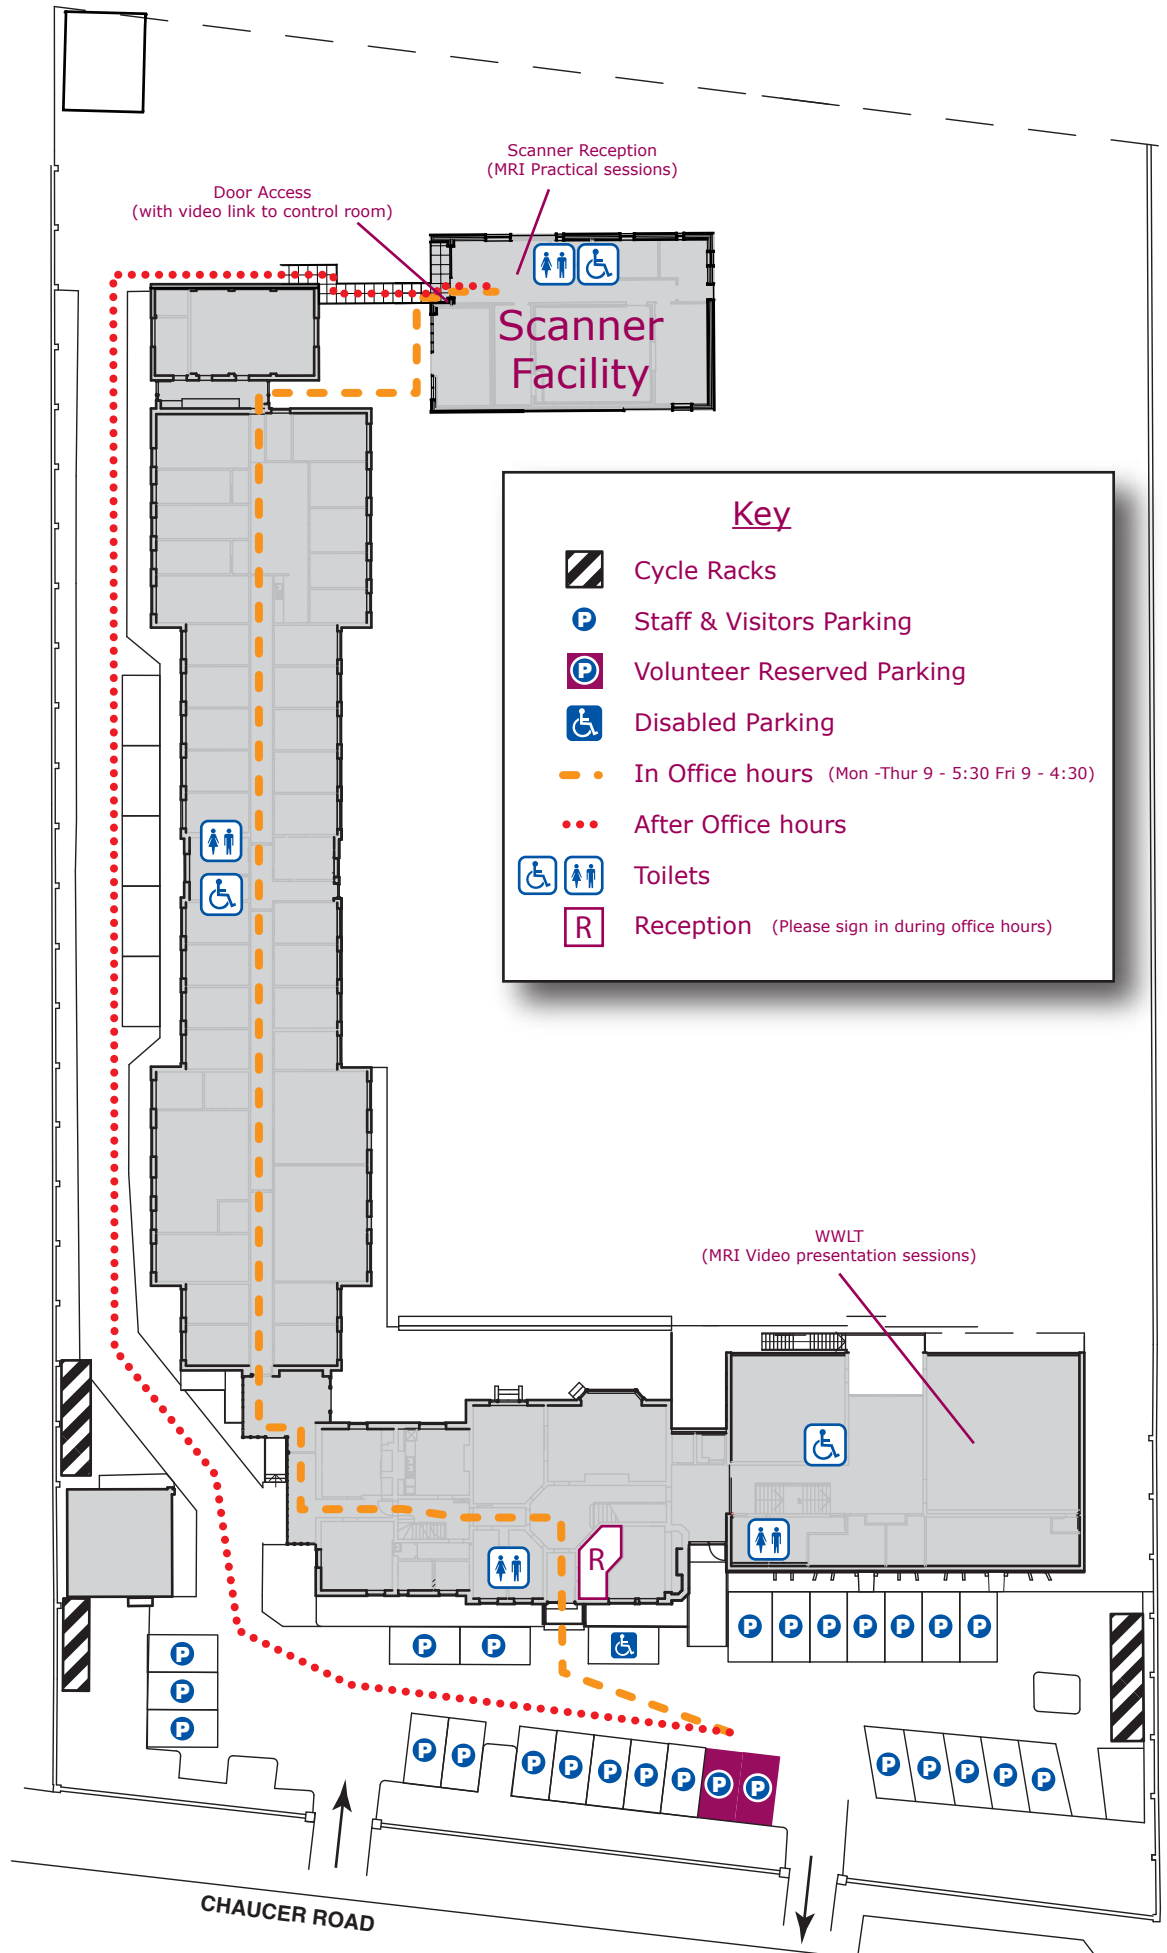 Scanner Reception
(MRI Practical sessions)
Door Access
(with video link to control room)
Scanner
Facility
Key
Cycle Racks
P Staff & Visitors Parking
P Volunteer Reserved Parking
Disabled Parking
In Office hours (Mon -Thur 9 - 5:30 Fri 9 - 4:30)
After Office hours
Toilets
R Reception (Please sign in during office hours)
WWLT
(MRI Video presentation sessions)
R
P P P P P P P
P P
P
P
P
P P
P P P P P P P
P P P P P
CHAUCER ROAD